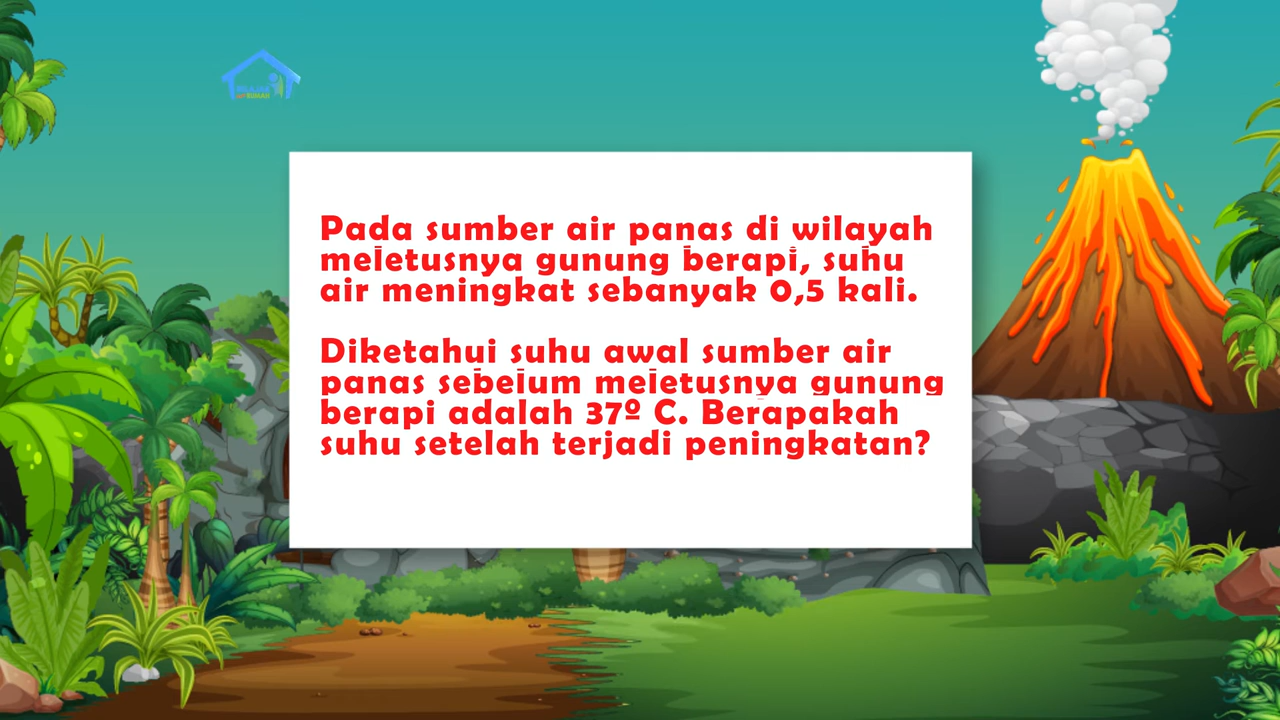 Pada sumber air panas di wilayah
meletusnya gunung berapi, suhu
air meningkat sebanyak 0,5 kali.
Diketahui suhu awal sumber air
panas sebelum meletusnya gunung
berapi adalah 37º C. Berapakah
suhu setelah terjadi peningkatan?